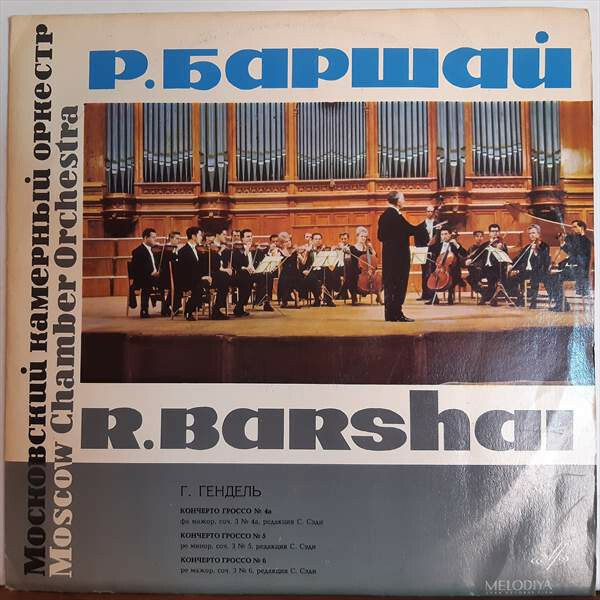 Московский камерный оркестр
Moscow Chamber Orchestra
Р.БАРШАЙ
R.BARSHAI
Г. ГЕНДЕЛЬ
КОНЧЕРТО ГРОССО № 4а
фа мажор, соч. 3 № 4а, редакция С. Сэди
КОНЧЕРТО ГРОССО № 5
ре минор, соч. 3 № 5, редакция С. Сэди
КОНЧЕРТО ГРОССО № 6
ре мажор, соч. 3 № 6, редакция С. Сэди
MELODIYA